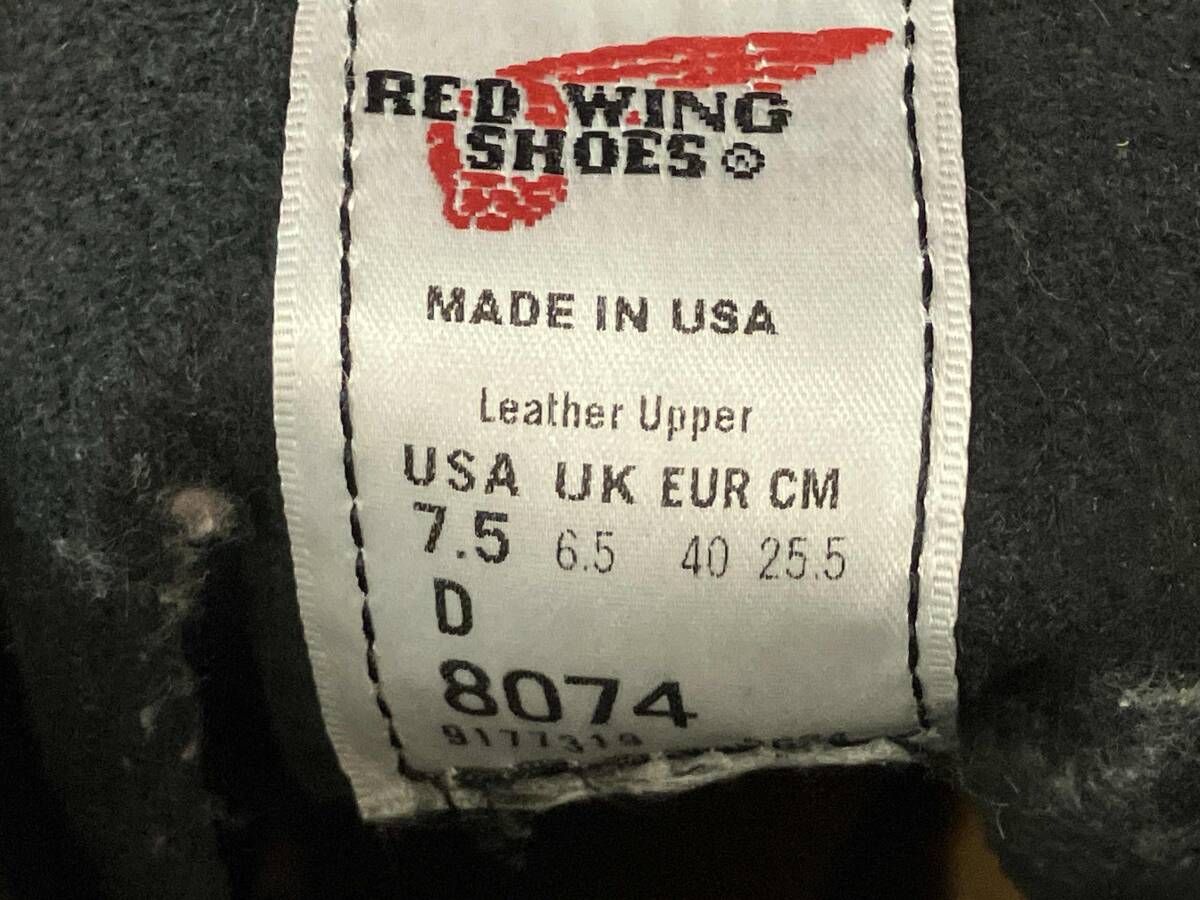 RED WING
SHOES®
MADE IN USA
Leather Upper
USA UK EUR CM
7.5 6.5 40 25.5
D
8074
9177319